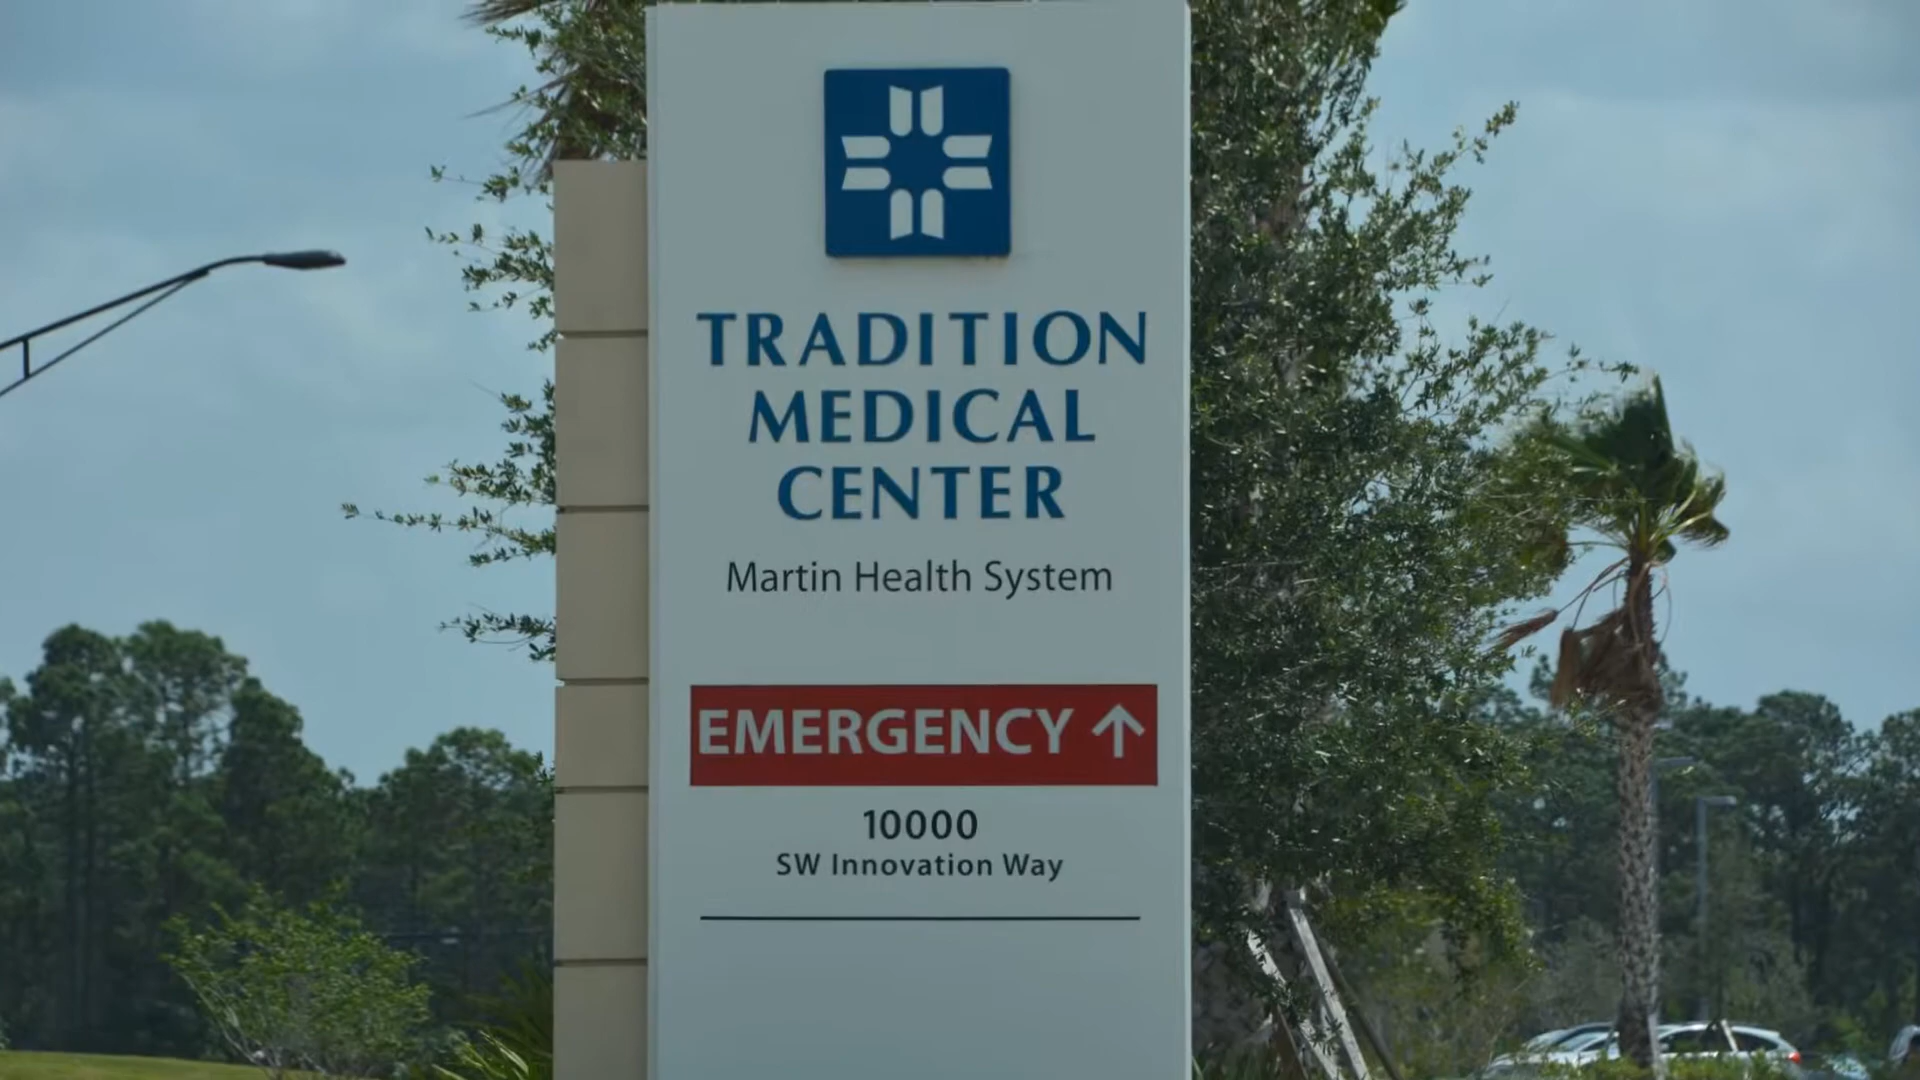 TRADITION
MEDICAL
CENTER
Martin Health System
EMERGENCY ↑
10000
SW Innovation Way